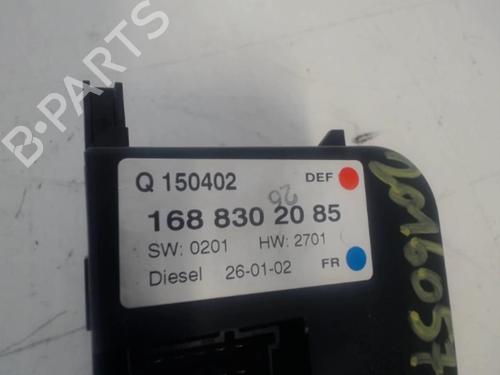 B-PARTS
Q 150402
DEF
26
168 830 20 85
SW: 0201 HW: 2701
Diesel 26-01-02
FR